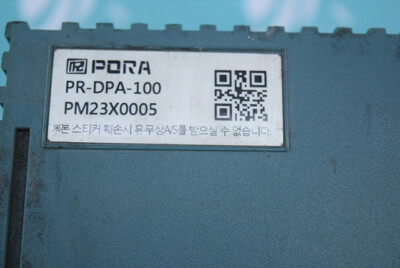 PORA
PR-DPA-100
PM23X0005
※본 스티커 훼손시 유무상A/S를 받으실 수 없습니다.